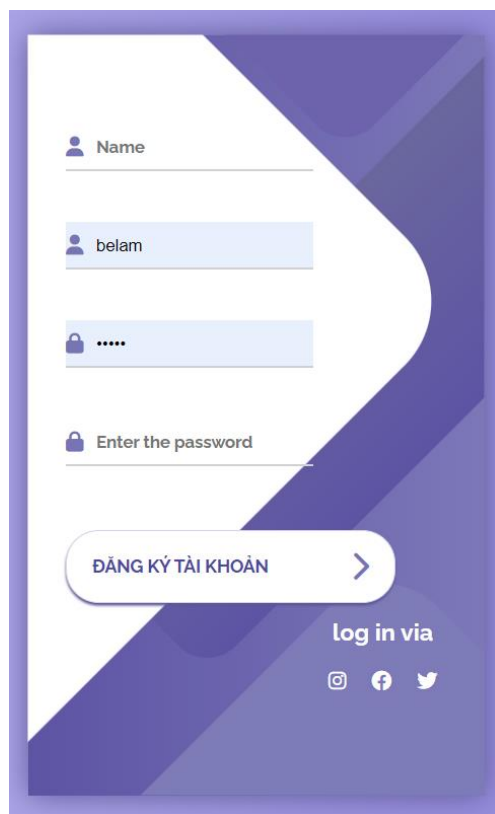 Name
belam
•••••
Enter the password
ĐĂNG KÝ TÀI KHOẢN
log in via